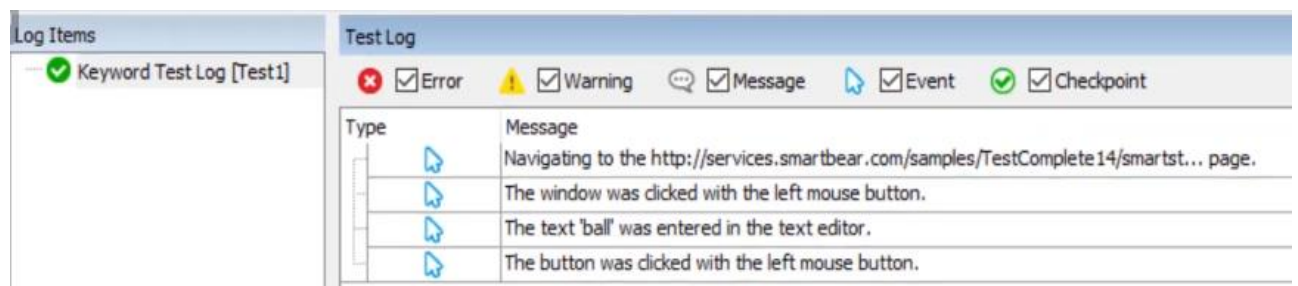 Log Items
Test Log
Keyword Test Log [Test1]
Error Warning Message Event Checkpoint
Type Message
Navigating to the http://services.smartbear.com/samples/TestComplete14/smartst... page.
The window was clicked with the left mouse button.
The text 'ball' was entered in the text editor.
The button was clicked with the left mouse button.